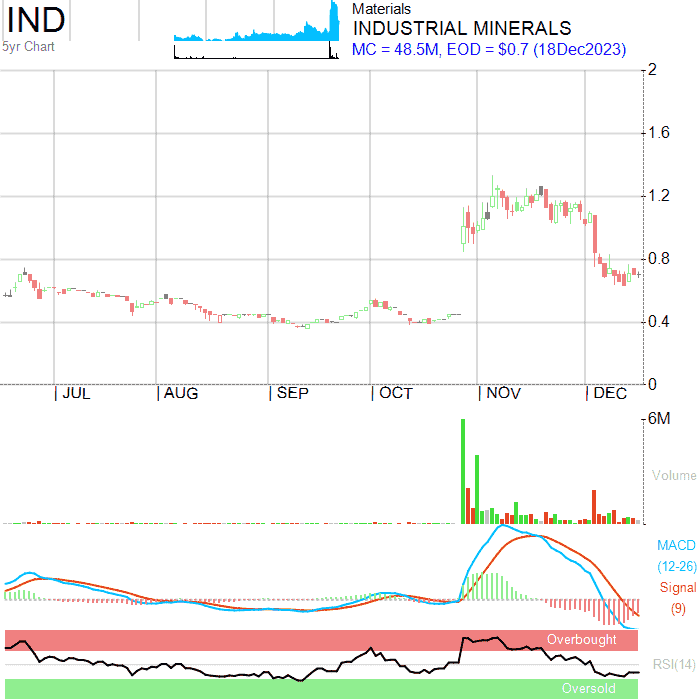 IND
5yr Chart
Materials
INDUSTRIAL MINERALS
MC = 48.5M, EOD = $0.7 (18Dec2023)
2
1.6
1.2
0.8
0.4
0
JUL AUG SEP OCT NOV DEC
6M
Volume
MACD
(12-26)
Signal
(9)
Overbought
RSI(14)
Oversold